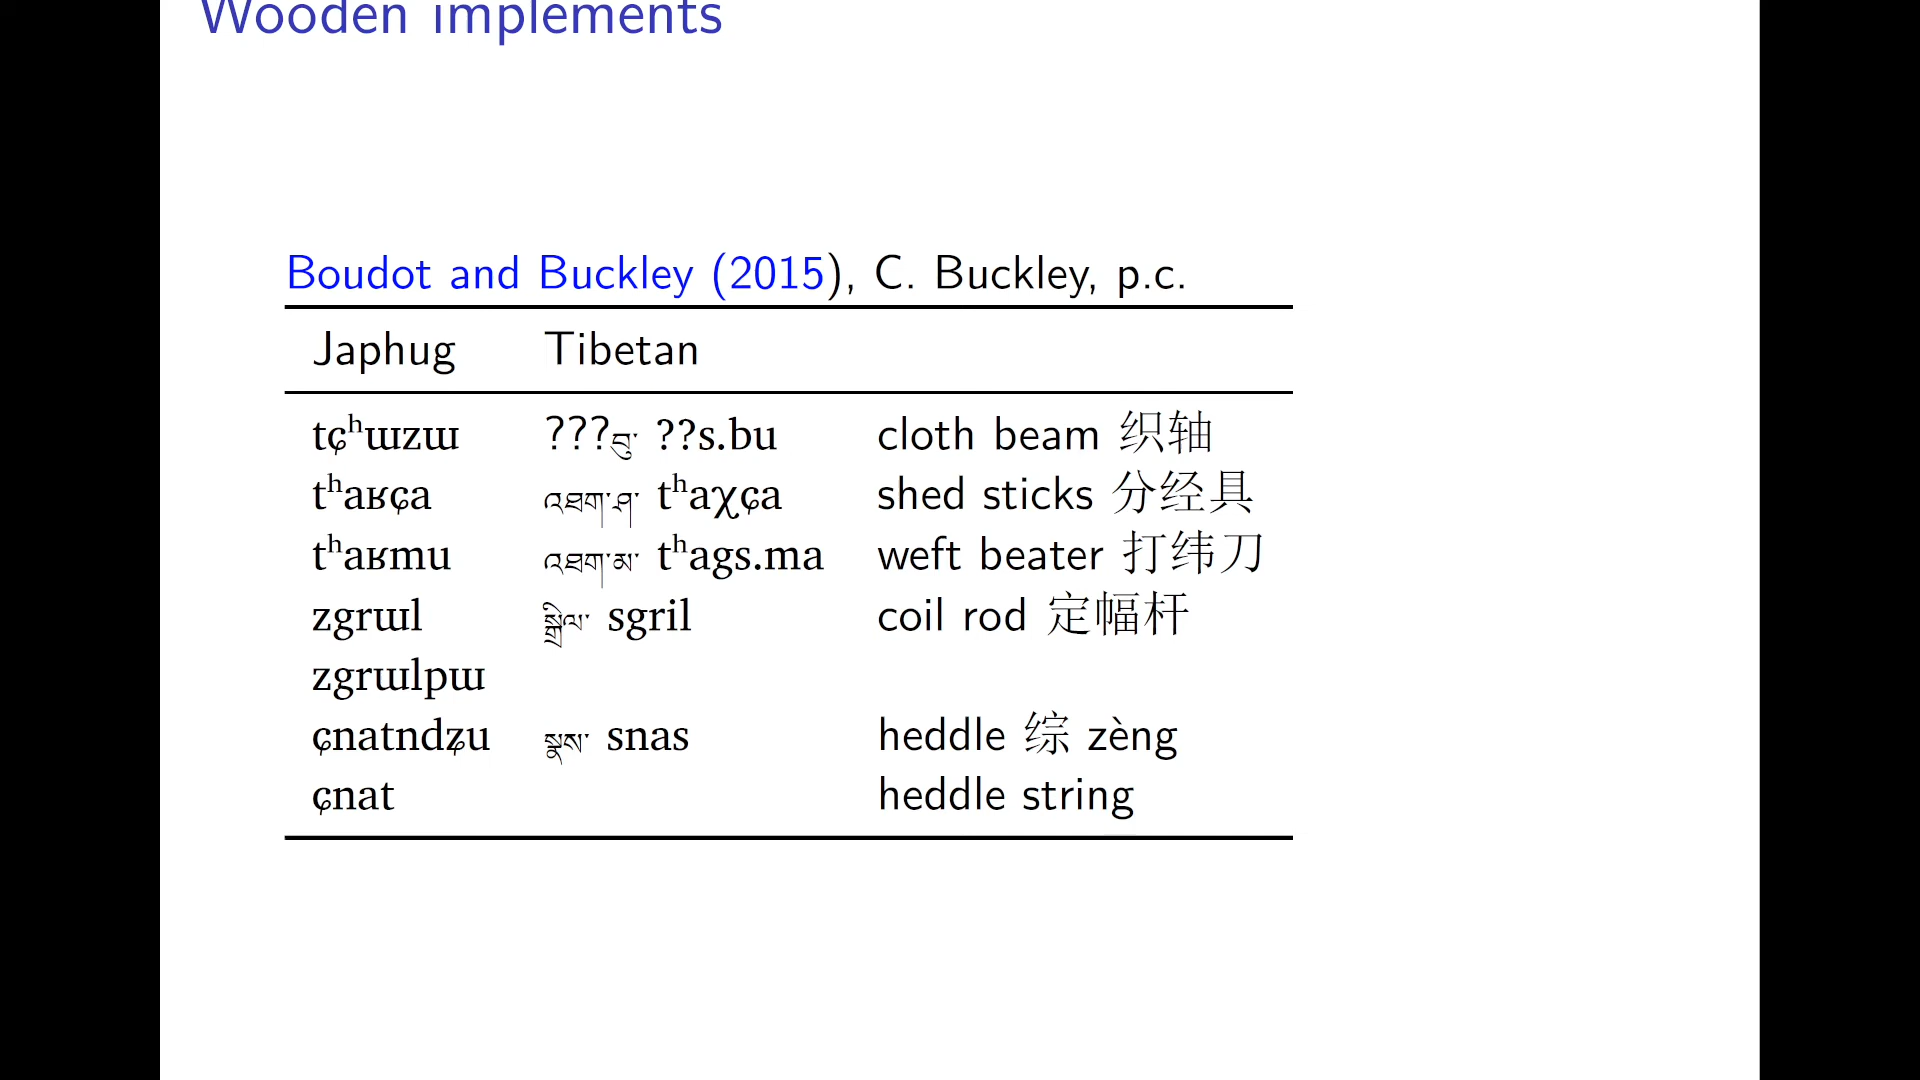 Wooden implements
Boudot and Buckley (2015), C. Buckley, p.c.
Japhug Tibetan
tɕʰɯzɯ ???བུ་ ??s.bu cloth beam 织轴
tʰaʁɕa འཐག་ཤ་ tʰaχɕa shed sticks 分经具
tʰaʁmu འཐག་མ་ tʰags.ma weft beater 打纬刀
zgrɯl སྒྲིལ་ sgril coil rod 定幅杆
zgrɯlpɯ
ɕnatndʑu སྣས་ snas heddle 综 zèng
ɕnat heddle string